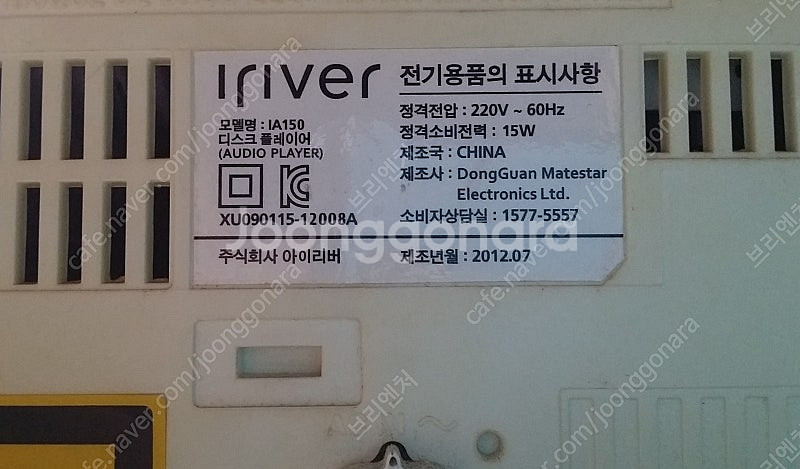 iriver
전기용품의 표시사항
모델명 : IA150
디스크 플레이어
(AUDIO PLAYER)
XU090115-12008A
정격전압 : 220V ~ 60Hz
정격소비전력 : 15W
제조국 : CHINA
제조사 : DongGuan Matestar
Electronics Ltd.
소비자상담실 : 1577-5557
주식회사 아이리버
제조년월 : 2012.07
Joonggonara
cafe.naver.com/joonggonara
브리앤처